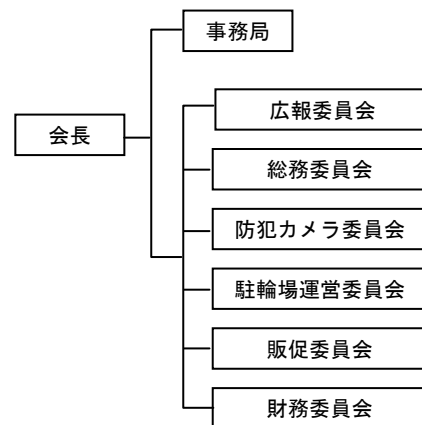 事務局
会長
広報委員会
総務委員会
防犯カメラ委員会
駐輪場運営委員会
販促委員会
財務委員会